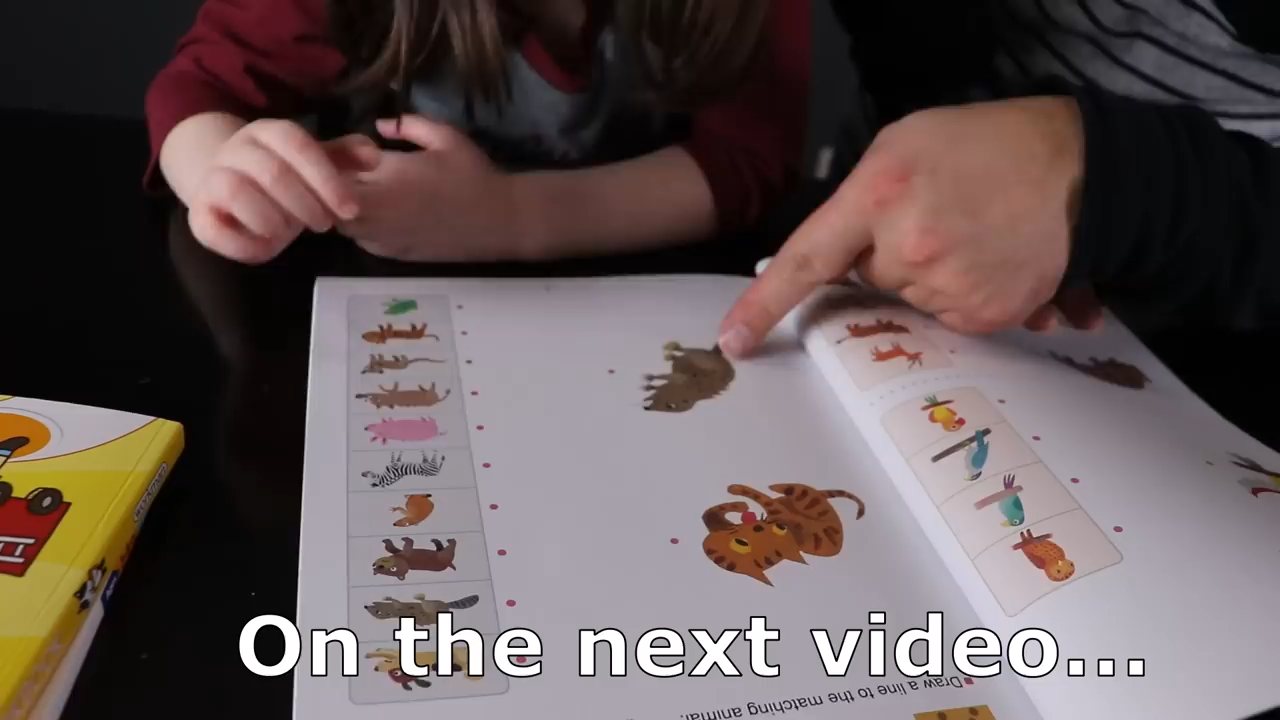 On the next video...
Draw a line to the matching animal.